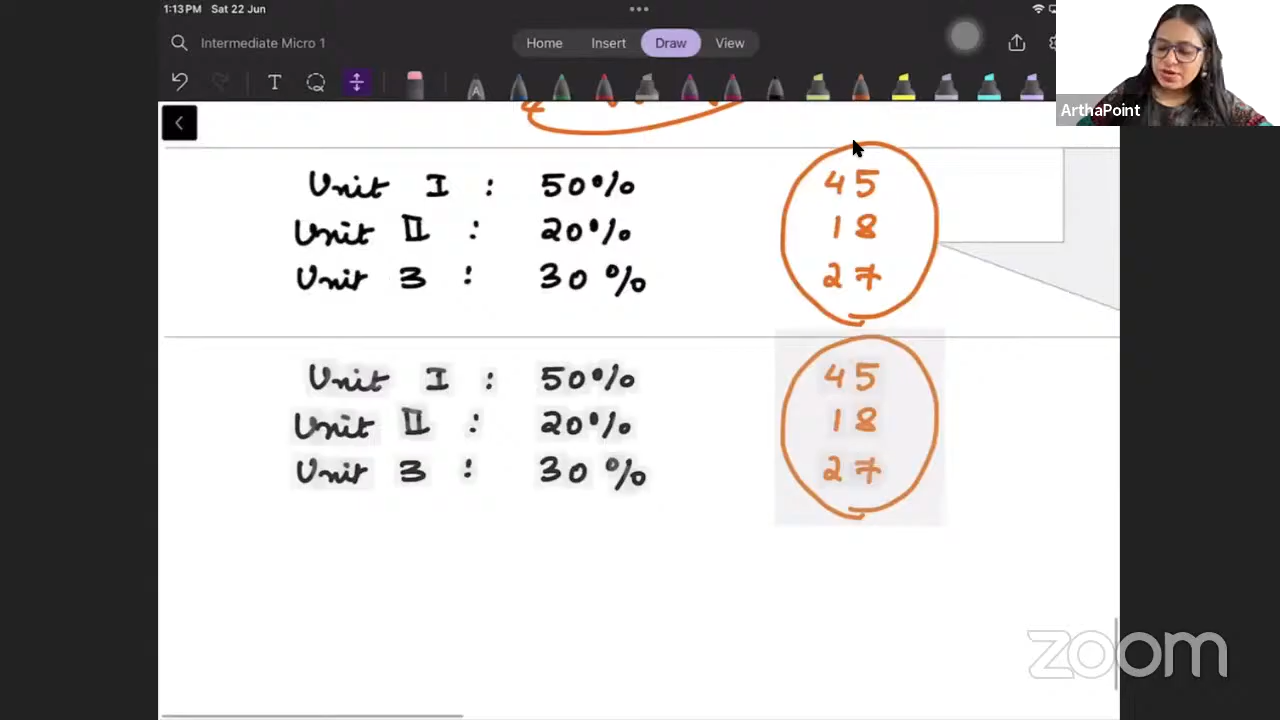 1:13 PM Sat 22 Jun
Intermediate Micro 1
Home Insert Draw View
ArthaPoint
Unit I : 50% 45
Unit II : 20% 18
Unit 3 : 30% 27
Unit I : 50% 45
Unit II : 20% 18
Unit 3 : 30% 27
zoom